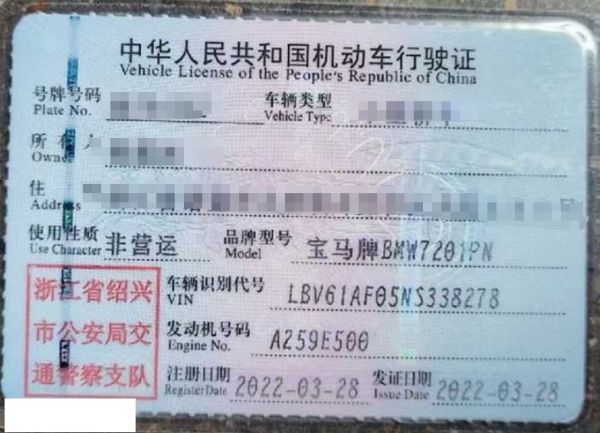 中华人民共和国机动车行驶证
Vehicle License of the People's Republic of China
号牌号码 车辆类型
Plate No. Vehicle Type
所有人
Owner
住
Address
使用性质 非营运 品牌型号 宝马牌BMW7201PN
Use Character Model
浙江省绍兴
市公安局交
通警察支队
车辆识别代号 LBV61AF05NS338278
VIN
发动机号码 A259E500
Engine No.
注册日期 2022-03-28 发证日期 2022-03-28
Register Date Issue Date